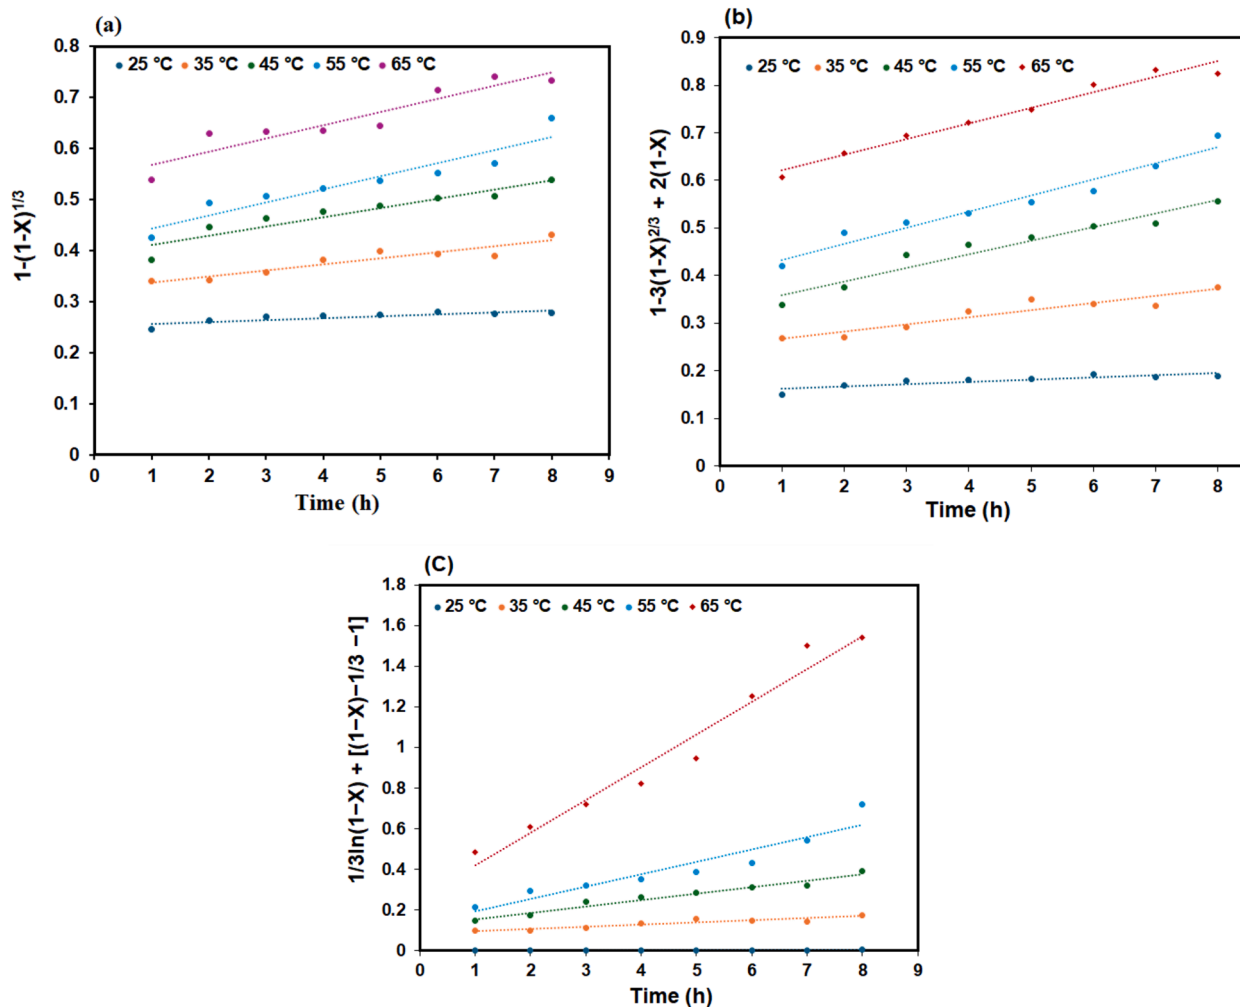 (a)
0.8
0.7
0.6
0.5
0.4
0.3
0.2
0.1
0
25 °C 35 °C 45 °C 55 °C 65 °C
1-(1-X)1/3
0 1 2 3 4 5 6 7 8 9
Time (h)
(b)
0.9
0.8
0.7
0.6
0.5
0.4
0.3
0.2
0.1
0
25 °C 35 °C 45 °C 55 °C 65 °C
1-3(1-X)2/3 + 2(1-X)
0 1 2 3 4 5 6 7 8
Time (h)
(C)
1.8
1.6
1.4
1.2
1
0.8
0.6
0.4
0.2
0
25 °C 35 °C 45 °C 55 °C 65 °C
1/3ln(1−X) + [(1−X)−1/3 −1]
0 1 2 3 4 5 6 7 8 9
Time (h)